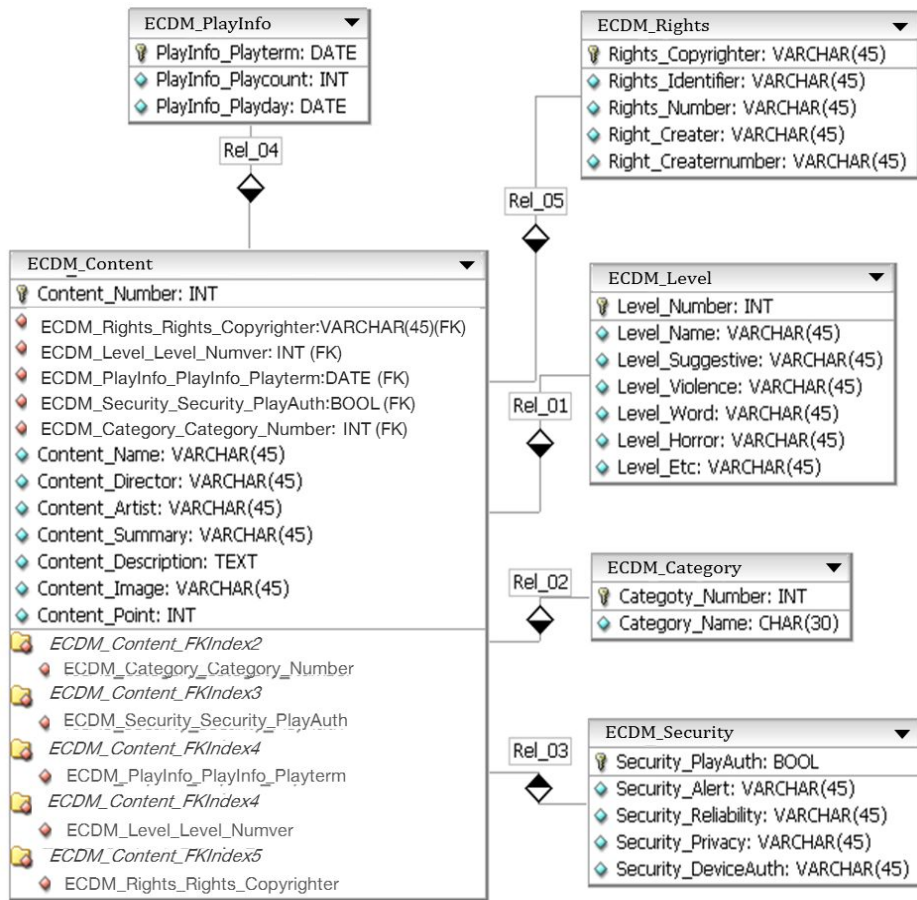 ECDM_PlayInfo
PlayInfo_Playterm: DATE
PlayInfo_Playcount: INT
PlayInfo_Playday: DATE
Rel_04
ECDM_Rights
Rights_Copyrighter: VARCHAR(45)
Rights_Identifier: VARCHAR(45)
Rights_Number: VARCHAR(45)
Right_Creater: VARCHAR(45)
Right_Creaternumber: VARCHAR(45)
Rel_05
ECDM_Content
Content_Number: INT
ECDM_Rights_Rights_Copyrighter:VARCHAR(45)(FK)
ECDM_Level_Level_Numver: INT (FK)
ECDM_PlayInfo_PlayInfo_Playterm:DATE (FK)
ECDM_Security_Security_PlayAuth:BOOL (FK)
ECDM_Category_Category_Number: INT (FK)
Content_Name: VARCHAR(45)
Content_Director: VARCHAR(45)
Content_Artist: VARCHAR(45)
Content_Summary: VARCHAR(45)
Content_Description: TEXT
Content_Image: VARCHAR(45)
Content_Point: INT
ECDM_Content_FKIndex2
ECDM_Category_Category_Number
ECDM_Content_FKIndex3
ECDM_Security_Security_PlayAuth
ECDM_Content_FKIndex4
ECDM_PlayInfo_PlayInfo_Playterm
ECDM_Content_FKIndex4
ECDM_Level_Level_Numver
ECDM_Content_FKIndex5
ECDM_Rights_Rights_Copyrighter
Rel_01
ECDM_Level
Level_Number: INT
Level_Name: VARCHAR(45)
Level_Suggestive: VARCHAR(45)
Level_Violence: VARCHAR(45)
Level_Word: VARCHAR(45)
Level_Horror: VARCHAR(45)
Level_Etc: VARCHAR(45)
Rel_02
ECDM_Category
Categoty_Number: INT
Category_Name: CHAR(30)
Rel_03
ECDM_Security
Security_PlayAuth: BOOL
Security_Alert: VARCHAR(45)
Security_Reliability: VARCHAR(45)
Security_Privacy: VARCHAR(45)
Security_DeviceAuth: VARCHAR(45)